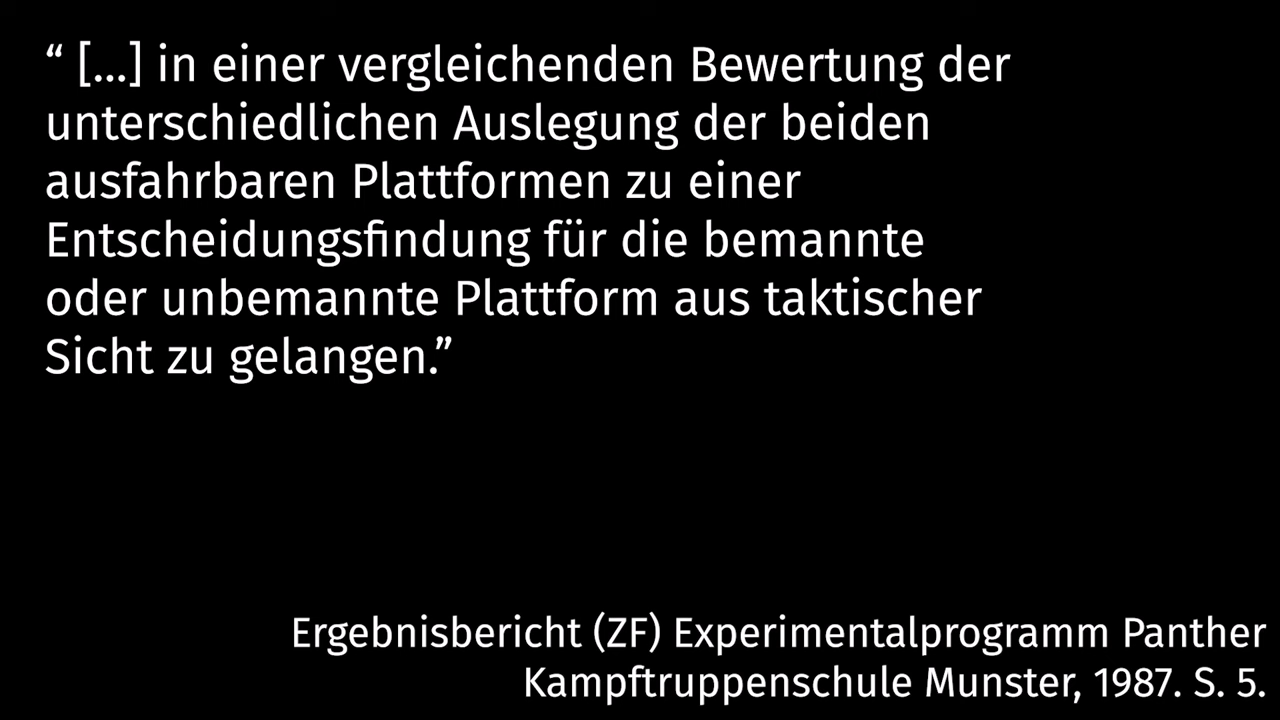 “ [...] in einer vergleichenden Bewertung der
unterschiedlichen Auslegung der beiden
ausfahrbaren Plattformen zu einer
Entscheidungsfindung für die bemannte
oder unbemannte Plattform aus taktischer
Sicht zu gelangen.”
Ergebnisbericht (ZF) Experimentalprogramm Panther
Kampftruppenschule Munster, 1987. S. 5.